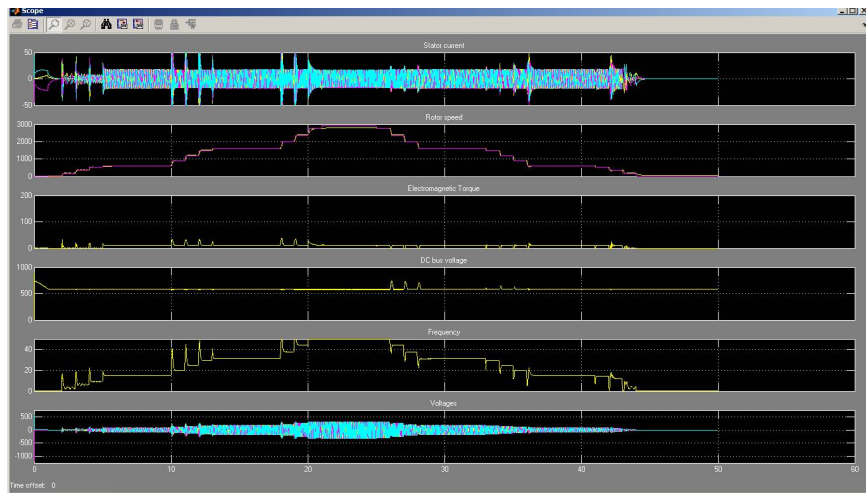 Scope
Stator current
50
0
-50
Rotor speed
3000
2000
1000
0
Electromagnetic Torque
200
100
0
DC bus voltage
1000
500
0
Frequency
40
20
0
Voltages
500
0
-500
-1000
0 10 20 30 40 50 60
Time offset: 0